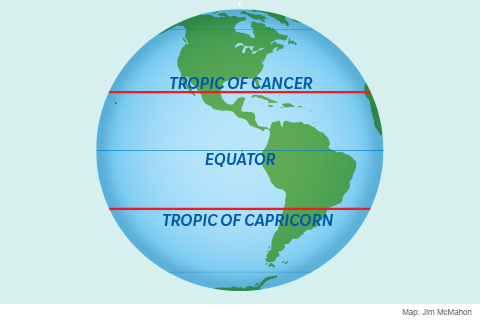 TROPIC OF CANCER
EQUATOR
TROPIC OF CAPRICORN
Map: Jim McMahon